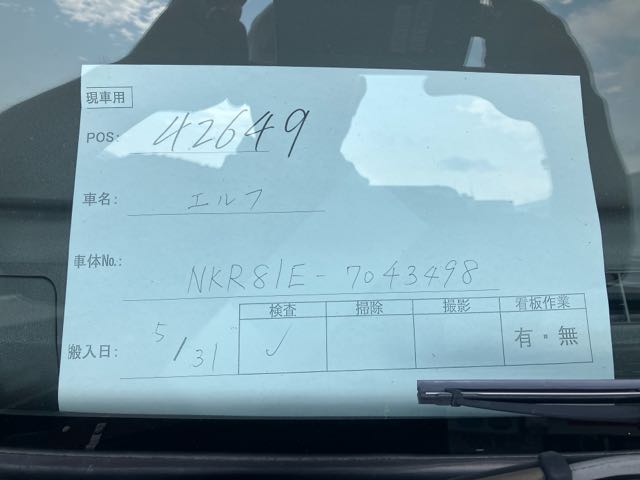 現車用
POS: 42649
車名: エルフ
車体No.: NKR81E-7043498
検査 掃除 撮影 看板作業
搬入日: 5/31 ✓ 有・無